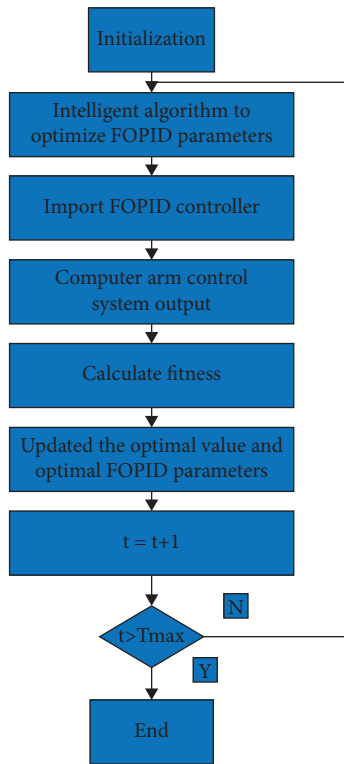 Initialization
Intelligent algorithm to
optimize FOPID parameters
Import FOPID controller
Computer arm control
system output
Calculate fitness
Updated the optimal value and
optimal FOPID parameters
t = t+1
N
t>Tmax
Y
End